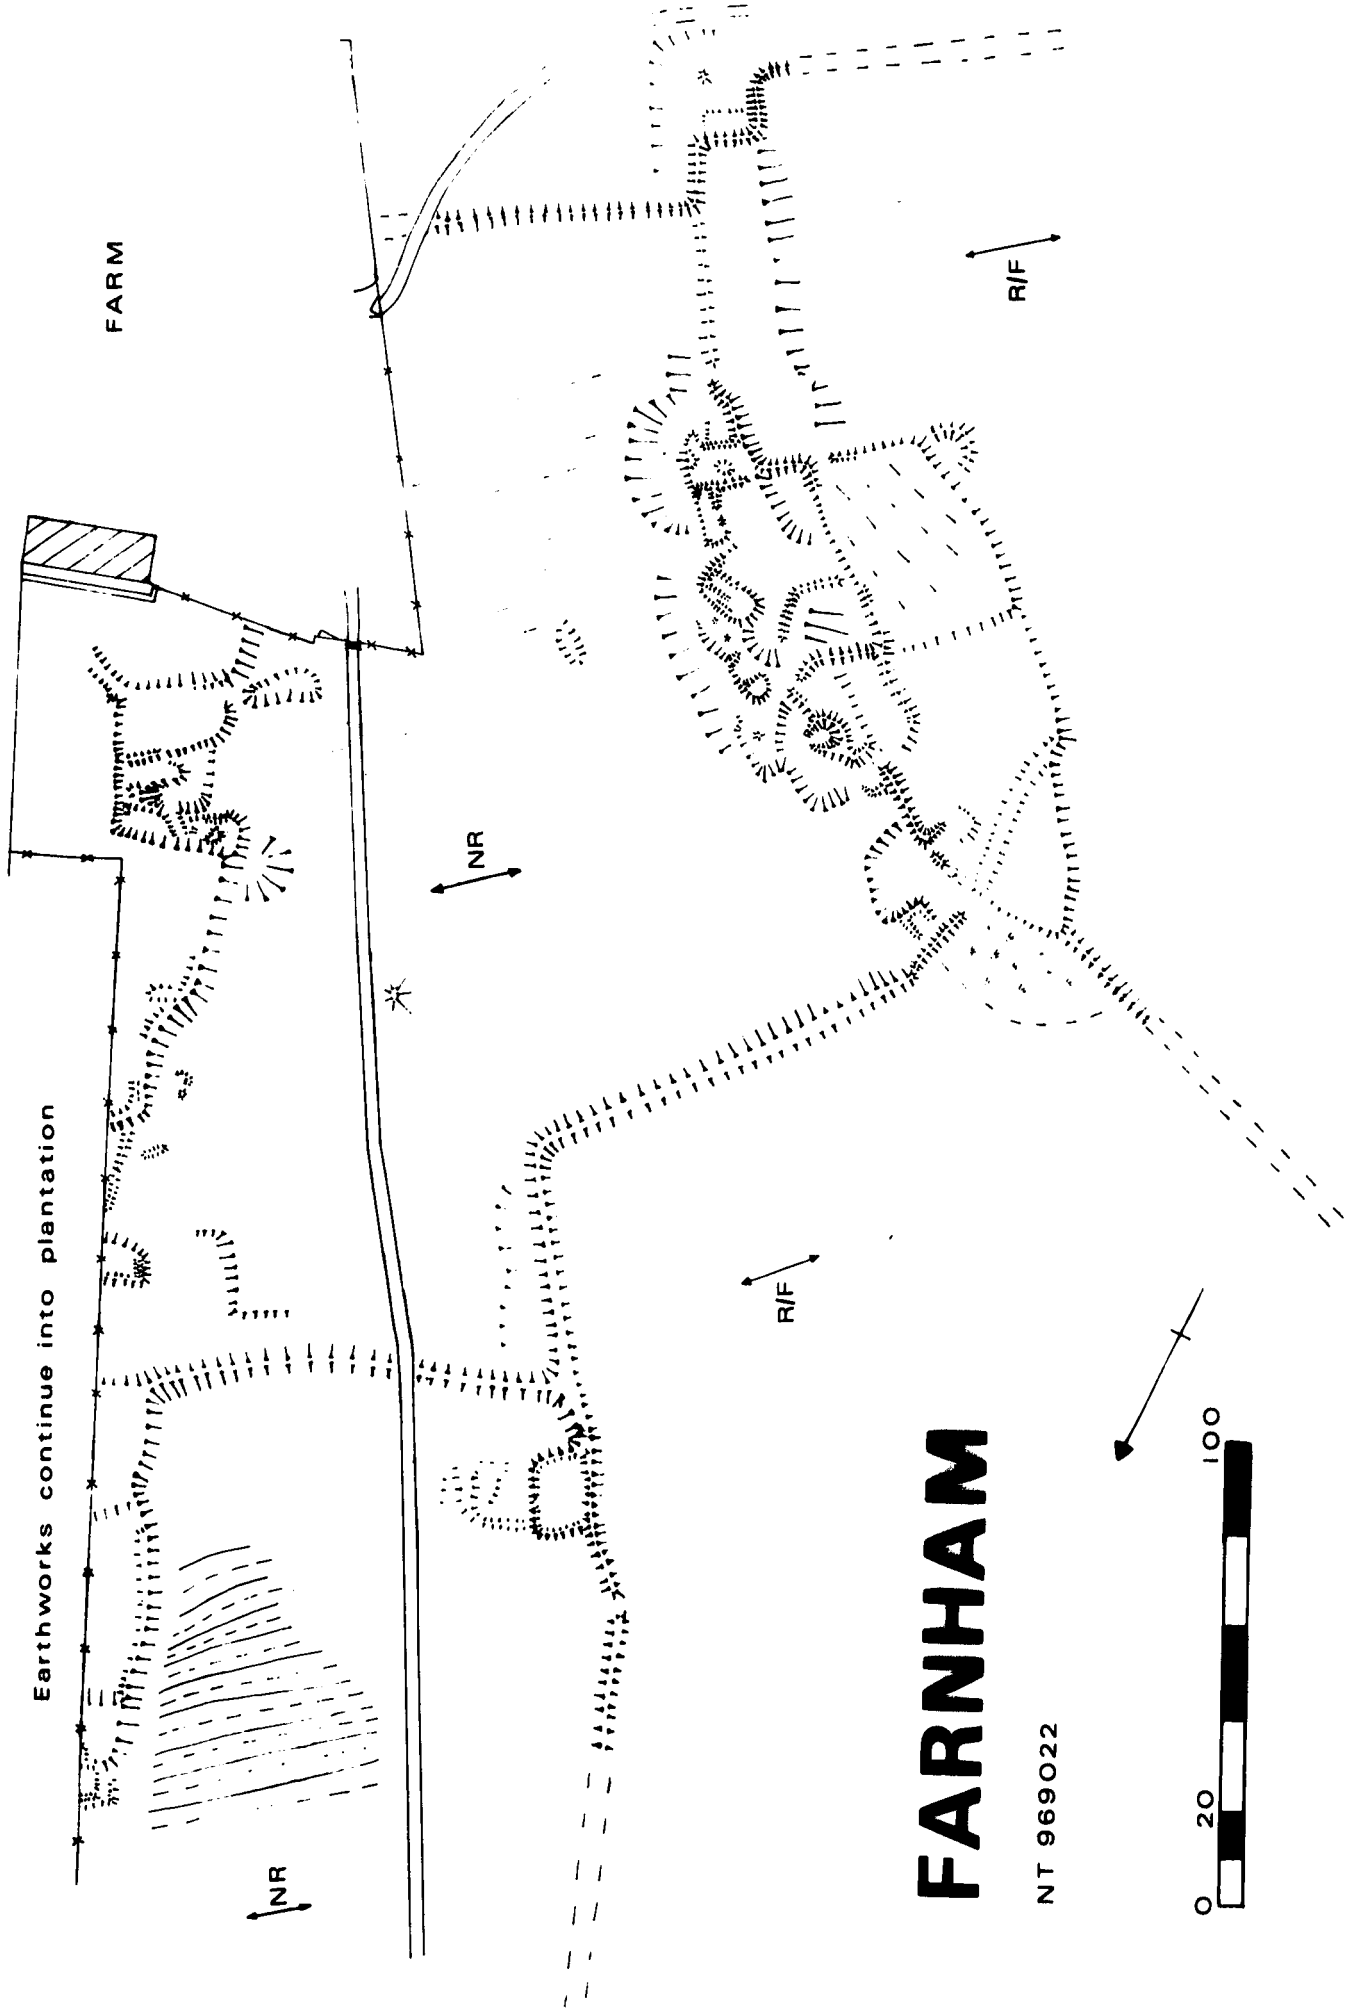 Earthworks continue into plantation
FARM
NR
NR
R/F
R/F
FARNHAM
NT 969022
0
20
100